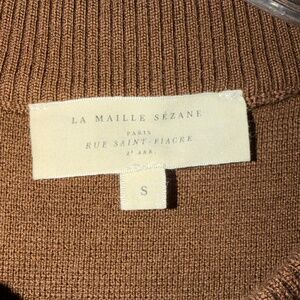 LA MAILLE SÉZANE
PARIS
RUE SAINT-FIACRE
2ᵉ ARR.
S